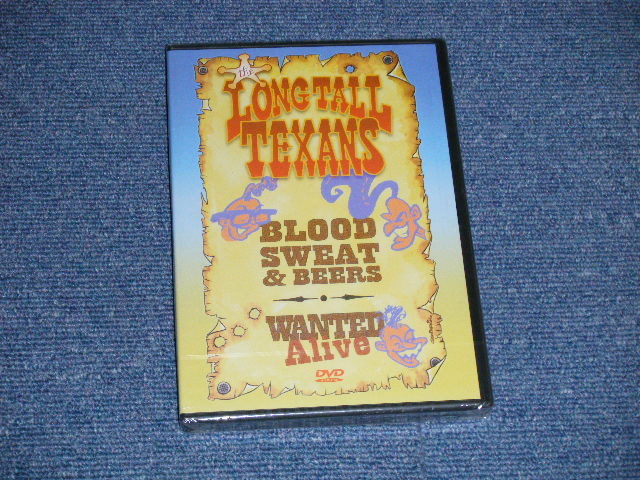 the
LONG TALL
TEXANS
BLOOD
SWEAT
& BEERS
WANTED
Alive
DVD